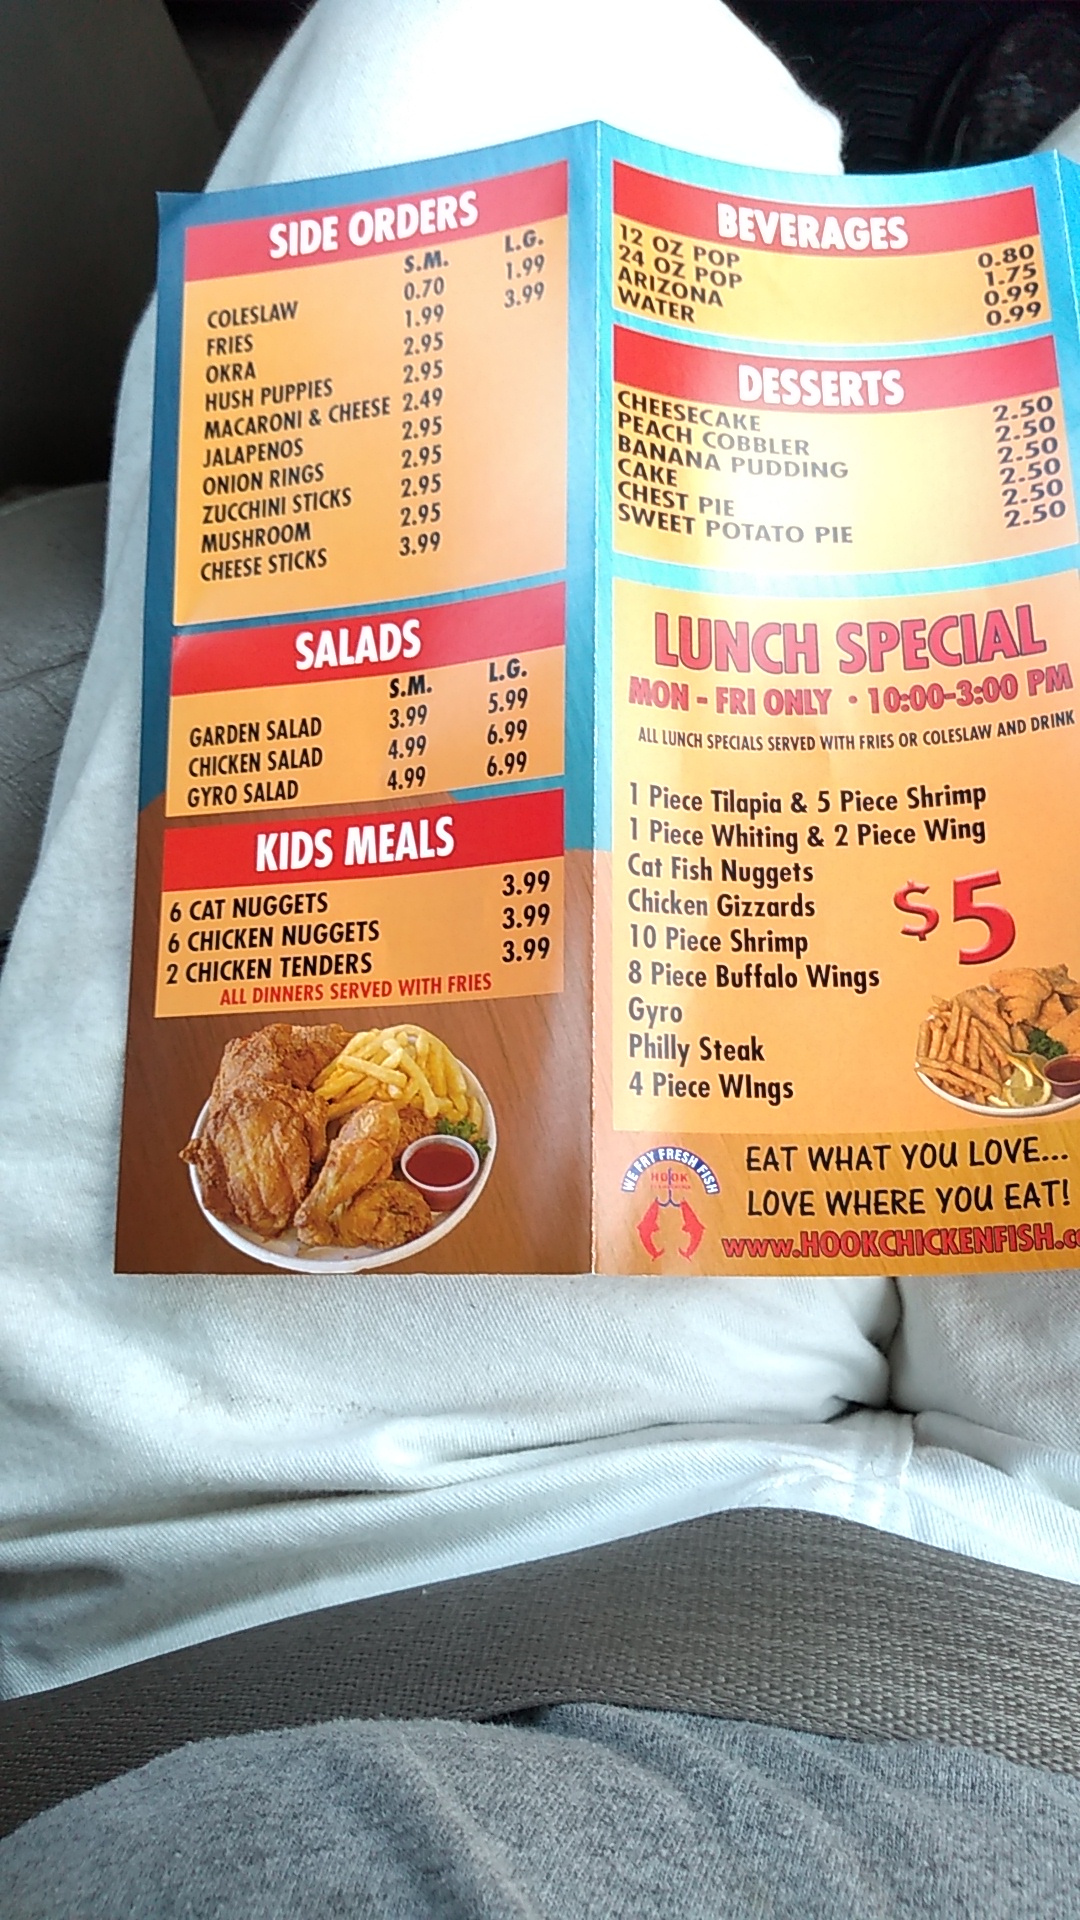 SIDE ORDERS
S.M. L.G.
COLESLAW 0.70 1.99
FRIES 1.99 3.99
OKRA 2.95
HUSH PUPPIES 2.95
MACARONI & CHEESE 2.49
JALAPENOS 2.95
ONION RINGS 2.95
ZUCCHINI STICKS 2.95
MUSHROOM 2.95
CHEESE STICKS 3.99
SALADS
S.M. L.G.
GARDEN SALAD 3.99 5.99
CHICKEN SALAD 4.99 6.99
GYRO SALAD 4.99 6.99
KIDS MEALS
6 CAT NUGGETS 3.99
6 CHICKEN NUGGETS 3.99
2 CHICKEN TENDERS 3.99
ALL DINNERS SERVED WITH FRIES
BEVERAGES
12 OZ POP 0.80
24 OZ POP 1.75
ARIZONA 0.99
WATER 0.99
DESSERTS
CHEESECAKE 2.50
PEACH COBBLER 2.50
BANANA PUDDING 2.50
CAKE 2.50
CHEST PIE 2.50
SWEET POTATO PIE 2.50
LUNCH SPECIAL
MON - FRI ONLY • 10:00-3:00 PM
ALL LUNCH SPECIALS SERVED WITH FRIES OR COLESLAW AND DRINK
1 Piece Tilapia & 5 Piece Shrimp
1 Piece Whiting & 2 Piece Wing
Cat Fish Nuggets
Chicken Gizzards
10 Piece Shrimp
8 Piece Buffalo Wings
Gyro
Philly Steak
4 Piece WIngs
$5
WE FRY FRESH FISH
HOOK
EAT WHAT YOU LOVE...
LOVE WHERE YOU EAT!
www.HOOKCHICKENFISH.c